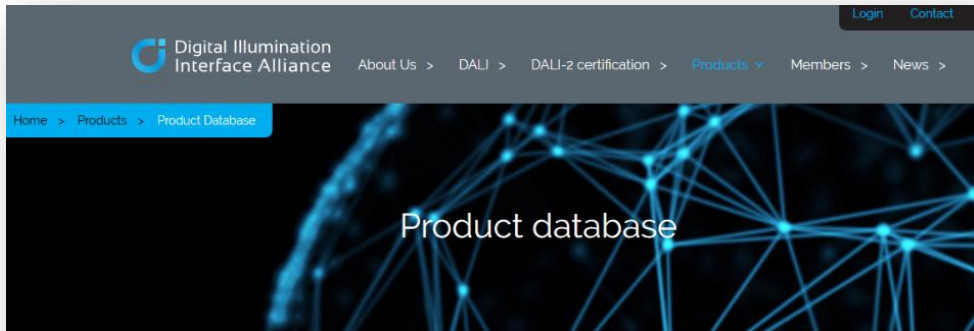 Login Contact
Digital Illumination
Interface Alliance
About Us > DALI > DALI-2 certification > Products > Members > News >
Home > Products > Product Database
Product database